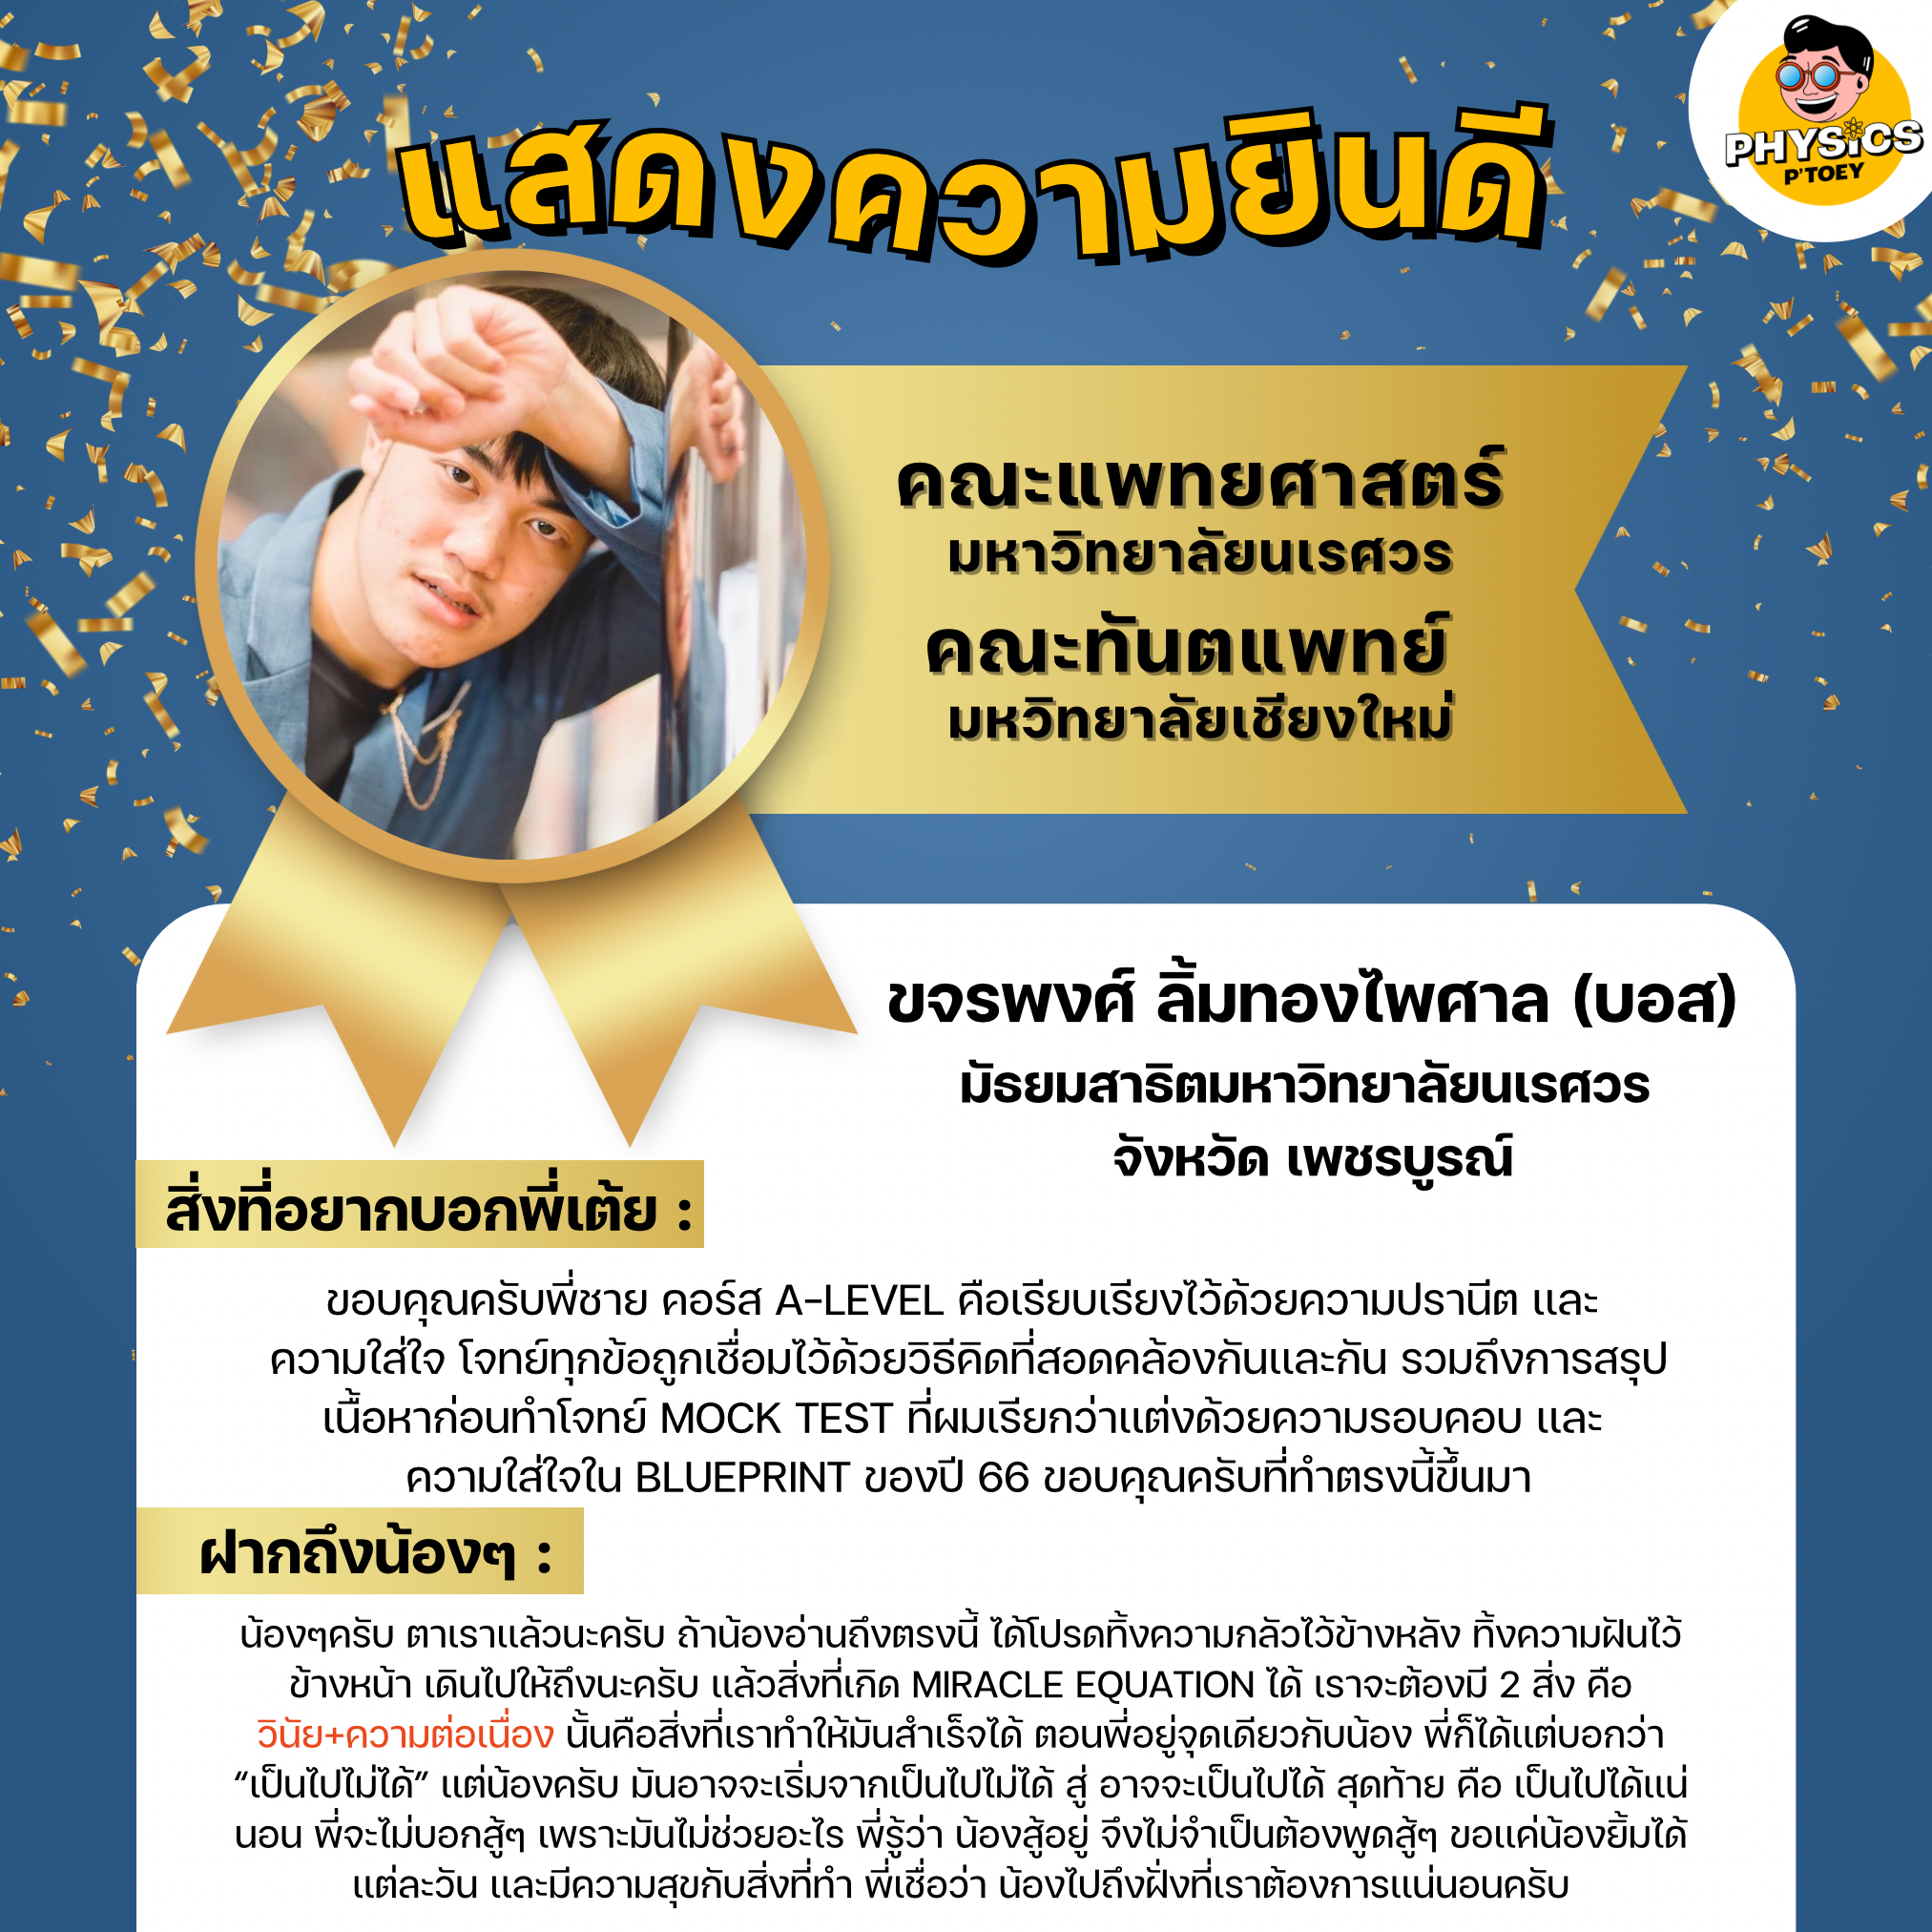 PHYSICS
P'TOEY
แสดงความยินดี
คณะแพทยศาสตร์
มหาวิทยาลัยนเรศวร
คณะทันตแพทย์
มหวิทยาลัยเชียงใหม่
ขจรพงศ์ ลิ้มทองไพศาล (บอส)
มัธยมสาธิตมหาวิทยาลัยนเรศวร
จังหวัด เพชรบูรณ์
สิ่งที่อยากบอกพี่เต้ย :
ขอบคุณครับพี่ชาย คอร์ส A-LEVEL คือเรียบเรียงไว้ด้วยความปรานีต และ
ความใส่ใจ โจทย์ทุกข้อถูกเชื่อมไว้ด้วยวิธีคิดที่สอดคล้องกันและกัน รวมถึงการสรุป
เนื้อหาก่อนทำโจทย์ MOCK TEST ที่ผมเรียกว่าแต่งด้วยความรอบคอบ และ
ความใส่ใจใน BLUEPRINT ของปี 66 ขอบคุณครับที่ทำตรงนี้ขึ้นมา
ฝากถึงน้องๆ :
น้องๆครับ ตาเราแล้วนะครับ ถ้าน้องอ่านถึงตรงนี้ ได้โปรดทิ้งความกลัวไว้ข้างหลัง ทิ้งความฝันไว้
ข้างหน้า เดินไปให้ถึงนะครับ แล้วสิ่งที่เกิด MIRACLE EQUATION ได้ เราจะต้องมี 2 สิ่ง คือ
วินัย+ความต่อเนื่อง นั้นคือสิ่งที่เราทำให้มันสำเร็จได้ ตอนพี่อยู่จุดเดียวกับน้อง พี่ก็ได้แต่บอกว่า
“เป็นไปไม่ได้” แต่น้องครับ มันอาจจะเริ่มจากเป็นไปไม่ได้ สู่ อาจจะเป็นไปได้ สุดท้าย คือ เป็นไปได้แน่
นอน พี่จะไม่บอกสู้ๆ เพราะมันไม่ช่วยอะไร พี่รู้ว่า น้องสู้อยู่ จึงไม่จำเป็นต้องพูดสู้ๆ ขอแค่น้องยิ้มได้
แต่ละวัน และมีความสุขกับสิ่งที่ทำ พี่เชื่อว่า น้องไปถึงฝั่งที่เราต้องการแน่นอนครับ